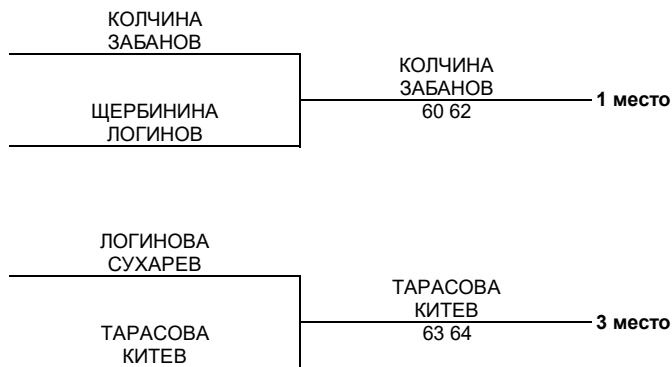 КОЛЧИНА
ЗАБАНОВ
КОЛЧИНА
ЗАБАНОВ
60 62
1 место
ЩЕРБИНИНА
ЛОГИНОВ
ЛОГИНОВА
СУХАРЕВ
ТАРАСОВА
КИТЕВ
63 64
3 место
ТАРАСОВА
КИТЕВ